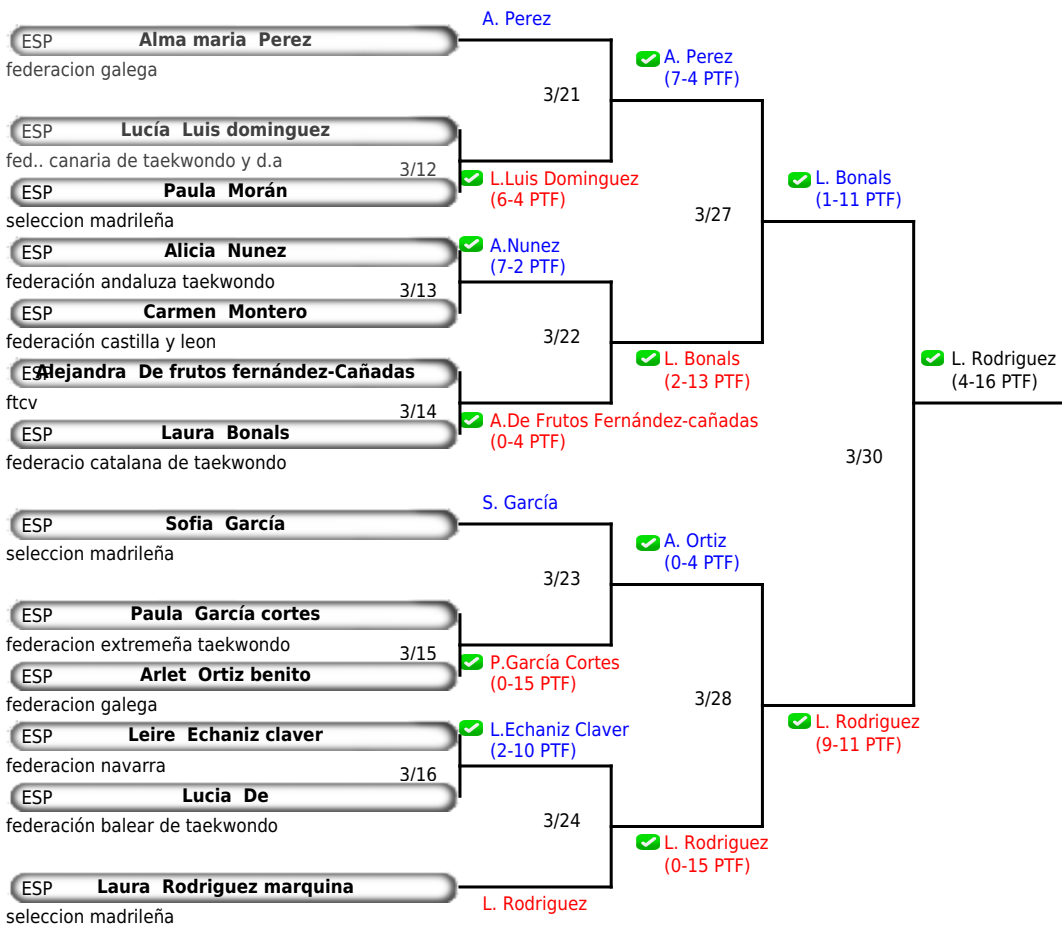 A. Perez
ESP Alma maria Perez
federacion galega
A. Perez
(7-4 PTF)
3/21
ESP Lucía Luis dominguez
fed.. canaria de taekwondo y d.a
3/12
L.Luis Dominguez
(6-4 PTF)
ESP Paula Morán
seleccion madrileña
L. Bonals
(1-11 PTF)
3/27
ESP Alicia Nunez
federación andaluza taekwondo
A.Nunez
(7-2 PTF)
3/13
ESP Carmen Montero
federación castilla y leon
3/22
L. Bonals
(2-13 PTF)
L. Rodriguez
(4-16 PTF)
ESP Alejandra De frutos fernández-Cañadas
ftcv
3/14
A.De Frutos Fernández-cañadas
(0-4 PTF)
ESP Laura Bonals
federacio catalana de taekwondo
3/30
S. García
ESP Sofia García
seleccion madrileña
A. Ortiz
(0-4 PTF)
3/23
ESP Paula García cortes
federacion extremeña taekwondo
3/15
P.García Cortes
(0-15 PTF)
ESP Arlet Ortiz benito
federacion galega
3/28
L. Rodriguez
(9-11 PTF)
ESP Leire Echaniz claver
federacion navarra
L.Echaniz Claver
(2-10 PTF)
3/16
ESP Lucia De
federación balear de taekwondo
3/24
L. Rodriguez
(0-15 PTF)
ESP Laura Rodriguez marquina
seleccion madrileña
L. Rodriguez